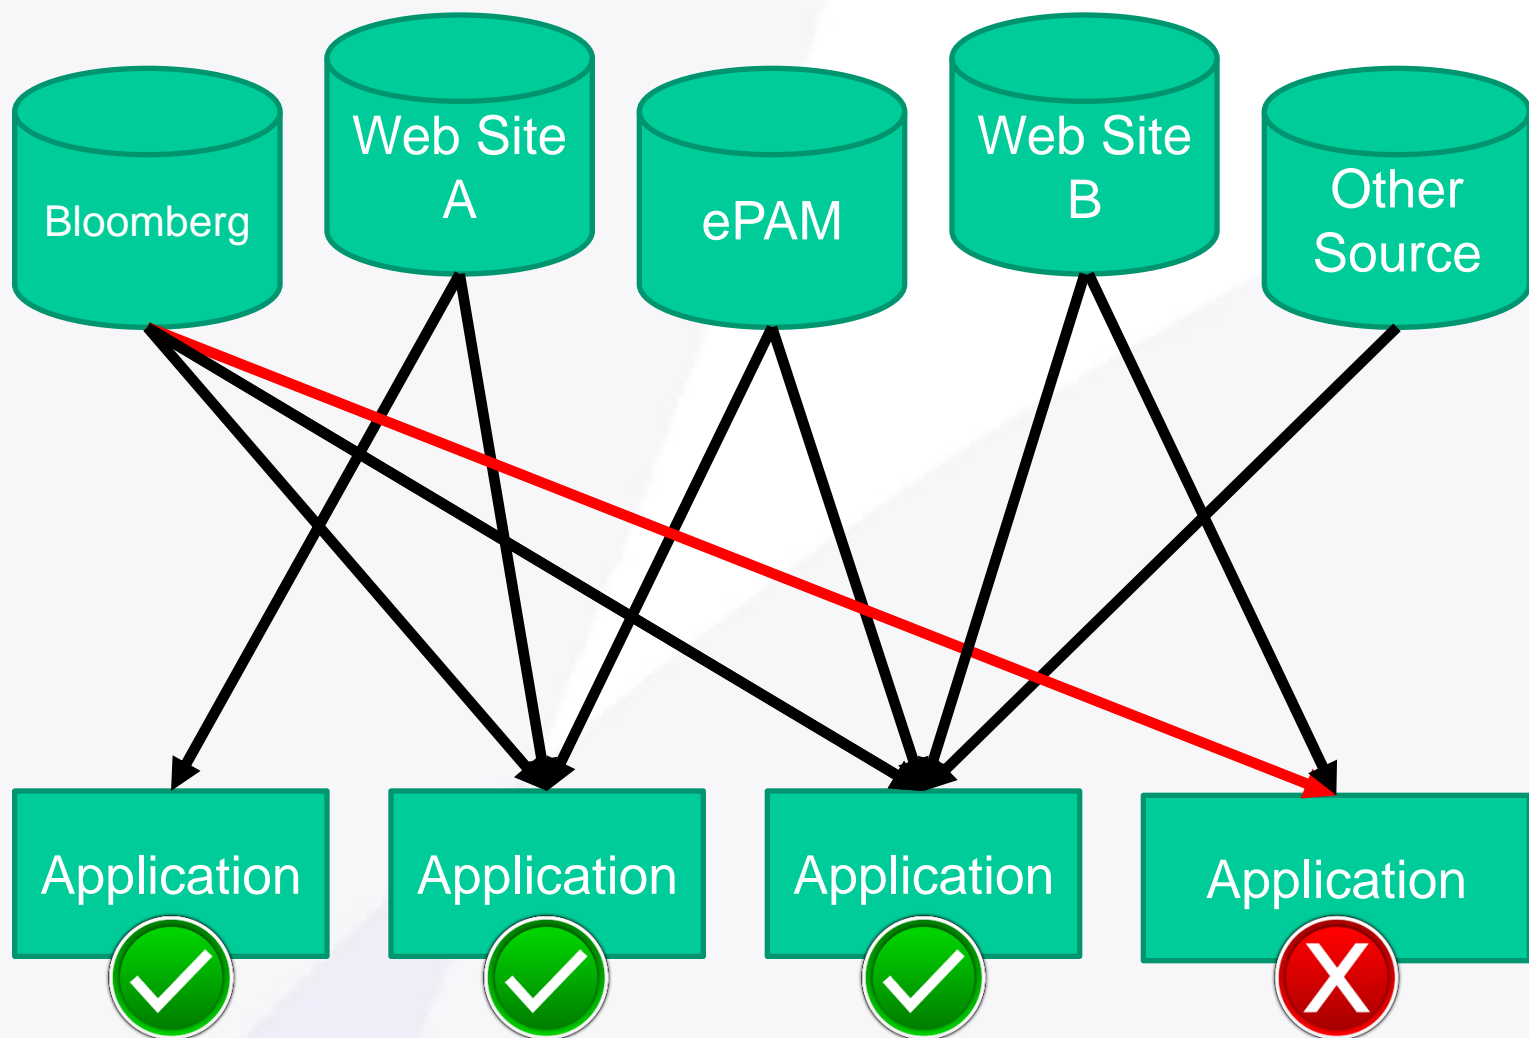 Bloomberg
Web Site
A
ePAM
Web Site
B
Other
Source
Application
Application
Application
Application
X